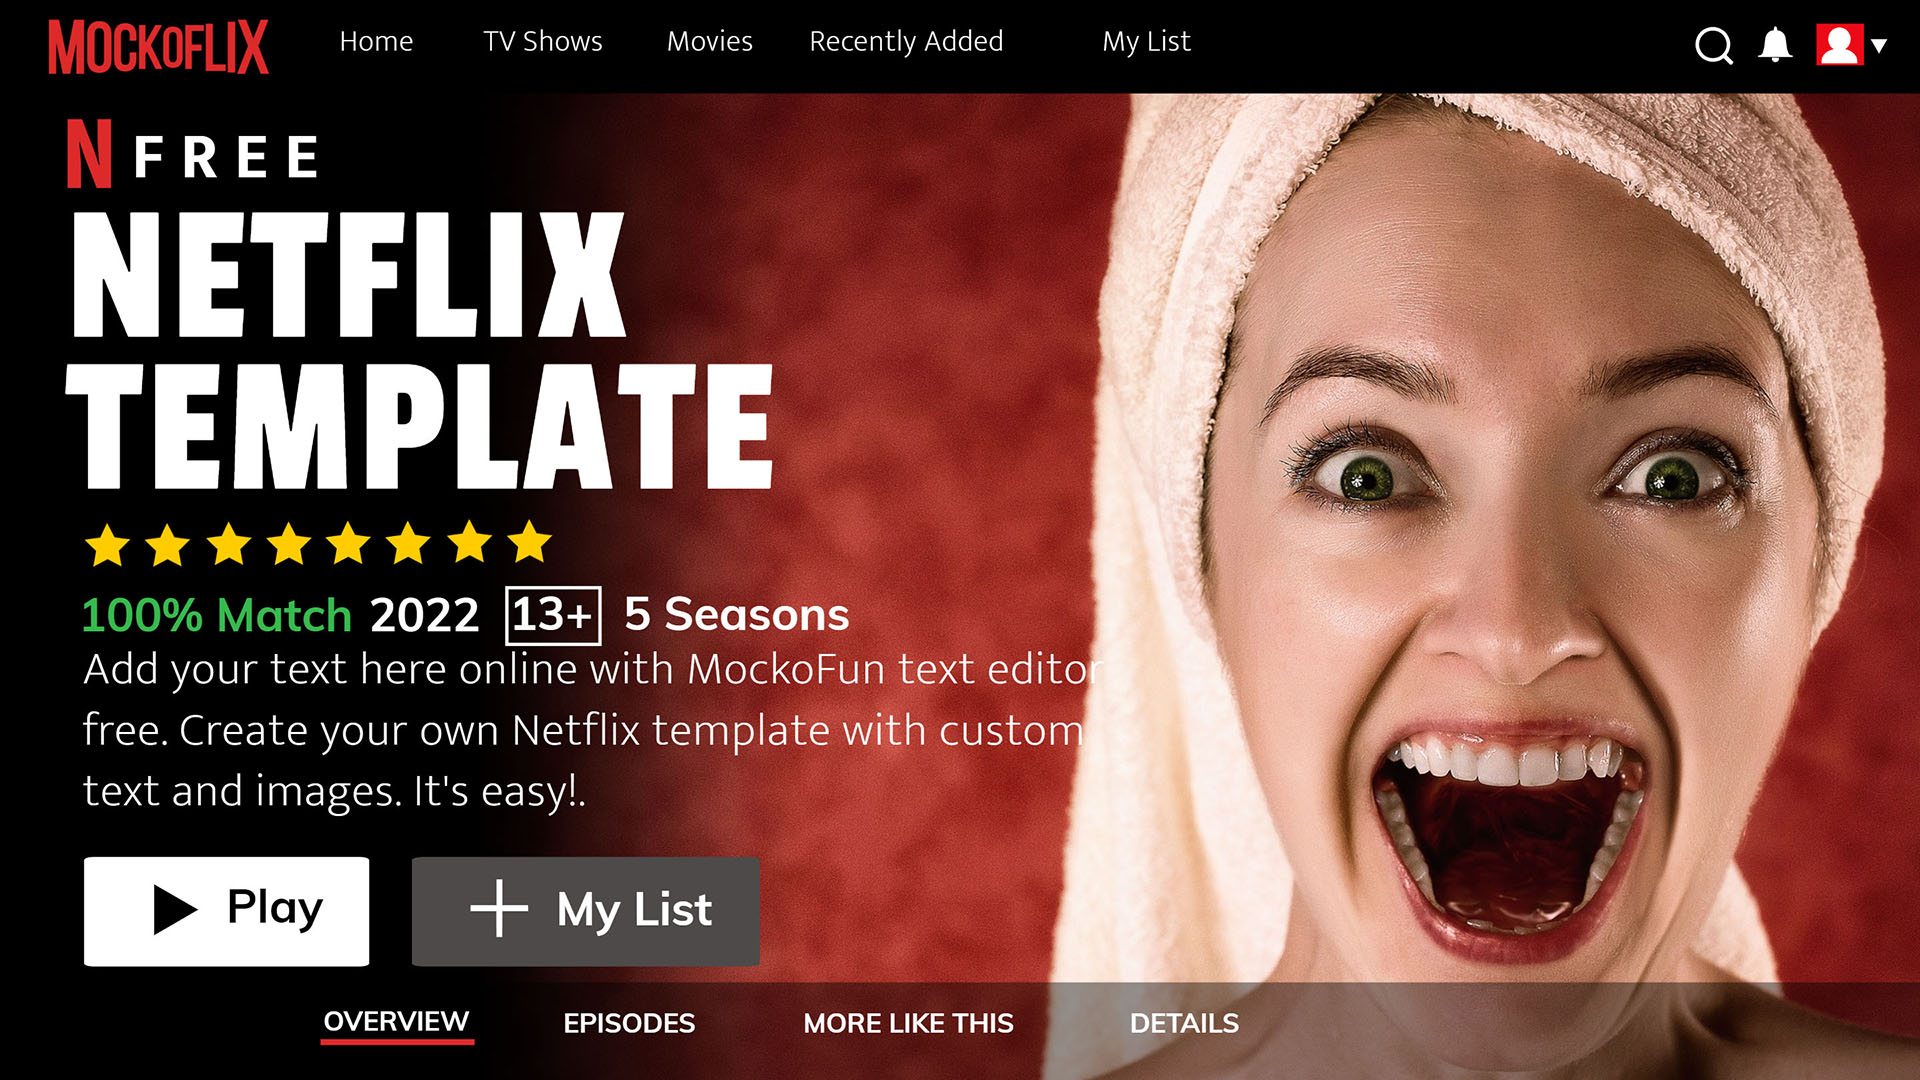 MOCKOFLIX
Home TV Shows Movies Recently Added My List
N FREE
NETFLIX
TEMPLATE
100% Match 2022 13+ 5 Seasons
Add your text here online with MockoFun text editor
free. Create your own Netflix template with custom
text and images. It's easy!.
Play My List
OVERVIEW EPISODES MORE LIKE THIS DETAILS